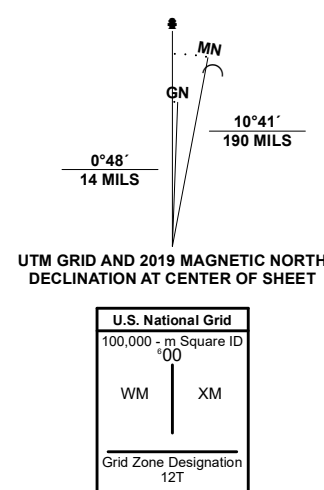 MN
GN
10°41´
190 MILS
0°48´
14 MILS
UTM GRID AND 2019 MAGNETIC NORTH
DECLINATION AT CENTER OF SHEET
U.S. National Grid
100,000 - m Square ID
⁶00
WM XM
Grid Zone Designation
12T